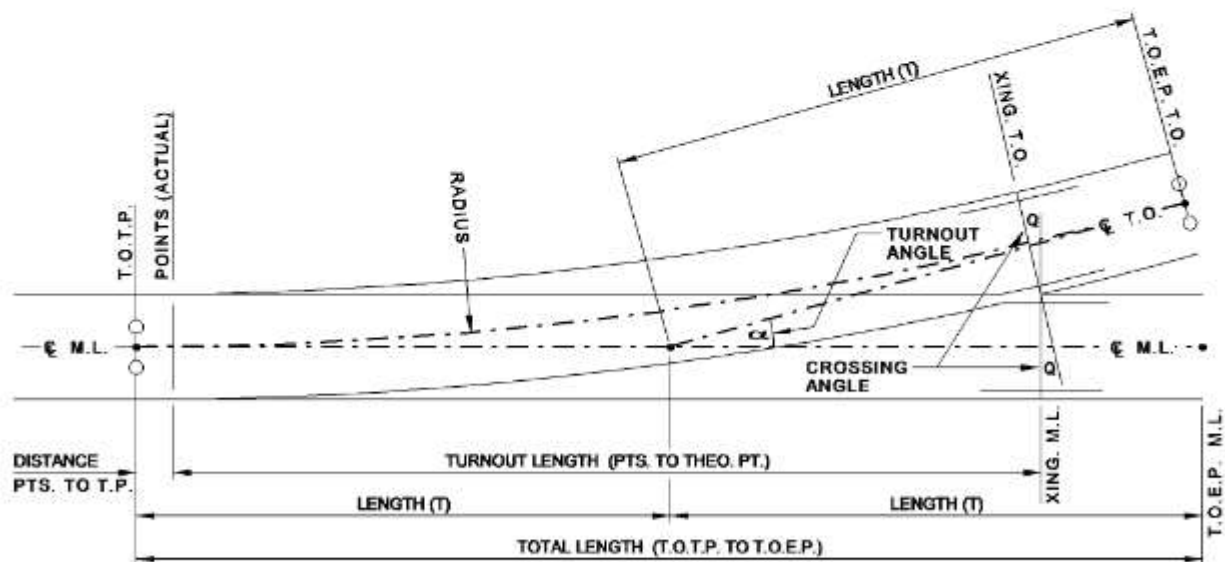 LENGTH (T)
T.O.E.P. T.O.
XING. T.O.
POINTS (ACTUAL)
T.O.T.P.
RADIUS
TURNOUT
ANGLE
Q
℄ T.O.
α
℄ M.L.
℄ M.L.
CROSSING
ANGLE
Q
DISTANCE
PTS. TO T.P.
TURNOUT LENGTH (PTS. TO THEO. PT.)
XING. M.L.
T.O.E.P. M.L.
LENGTH (T)
LENGTH (T)
TOTAL LENGTH (T.O.T.P. TO T.O.E.P.)